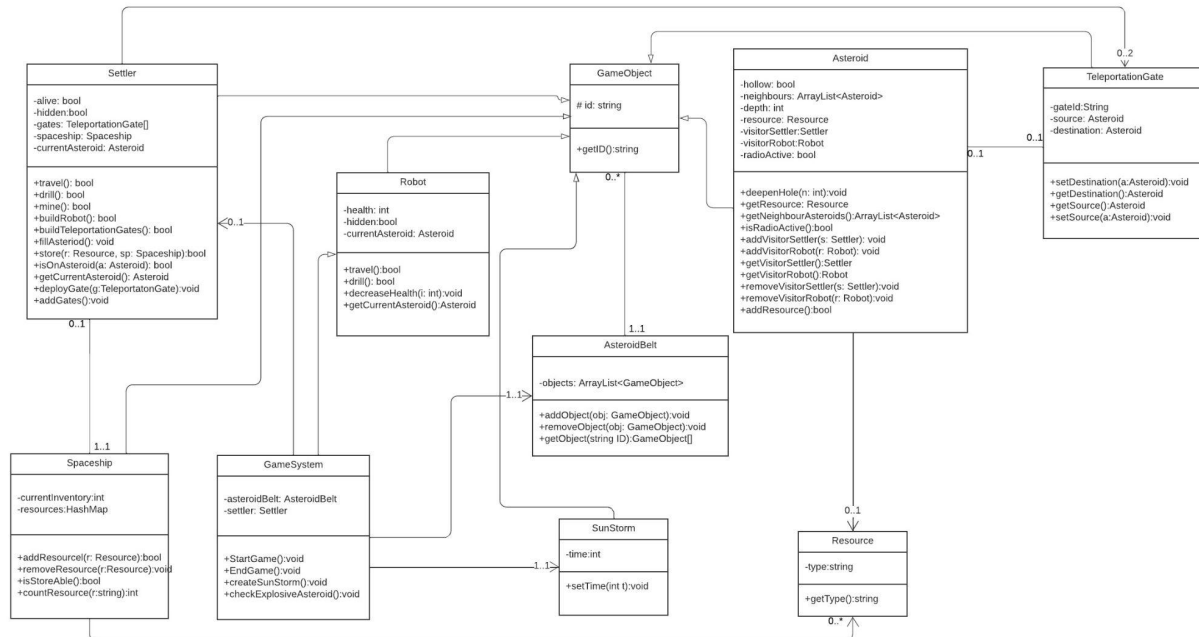 Settler
-alive: bool
-hidden:bool
-gates: TeleportationGate[]
-spaceship: Spaceship
-currentAsteroid: Asteroid
+travel(): bool
+drill(): bool
+mine(): bool
+buildRobot(): bool
+buildTeleportationGates(): bool
+fillAsteriod(): void
+store(r: Resource, sp: Spaceship):bool
+isOnAsteroid(a: Asteroid): bool
+getCurrentAsteroid(): Asteroid
+deployGate(g:TeleportatonGate):void
+addGates():void
0..1
0..1
GameObject
# id: string
+getID():string
0..*
Robot
-health: int
-hidden:bool
-currentAsteroid: Asteroid
+travel():bool
+drill(): bool
+decreaseHealth(i: int):void
+getCurrentAsteroid():Asteroid
Asteroid
-hollow: bool
-neighbours: ArrayList<Asteroid>
-depth: int
-resource: Resource
-visitorSettler:Settler
-visitorRobot:Robot
-radioActive: bool
+deepenHole(n: int):void
+getResource: Resource
+getNeighbourAsteroids():ArrayList<Asteroid>
+isRadioActive():bool
+addVisitorSettler(s: Settler): void
+addVisitorRobot(r: Robot): void
+getVisitorSettler():Settler
+getVisitorRobot():Robot
+removeVisitorSettler(s: Settler):void
+removeVisitorRobot(r: Robot):void
+addResource():bool
0..2
TeleportationGate
-gateId:String
-source: Asteroid
-destination: Asteroid
+setDestination(a:Asteroid):void
+getDestination():Asteroid
+getSource():Asteroid
+setSource(a:Asteroid):void
0..1
0..1
1..1
AsteroidBelt
-objects: ArrayList<GameObject>
+addObject(obj: GameObject):void
+removeObject(obj: GameObject):void
+getObject(string ID):GameObject[]
1..1
1..1
Spaceship
-currentInventory:int
-resources:HashMap
+addResourcel(r: Resource):bool
+removeResource(r:Resource):void
+isStoreAble():bool
+countResource(r:string):int
GameSystem
-asteroidBelt: AsteroidBelt
-settler: Settler
+StartGame():void
+EndGame():void
+createSunStorm():void
+checkExplosiveAsteroid():void
1..1
SunStorm
-time:int
+setTime(int t):void
0..1
Resource
-type:string
+getType():string
0..*